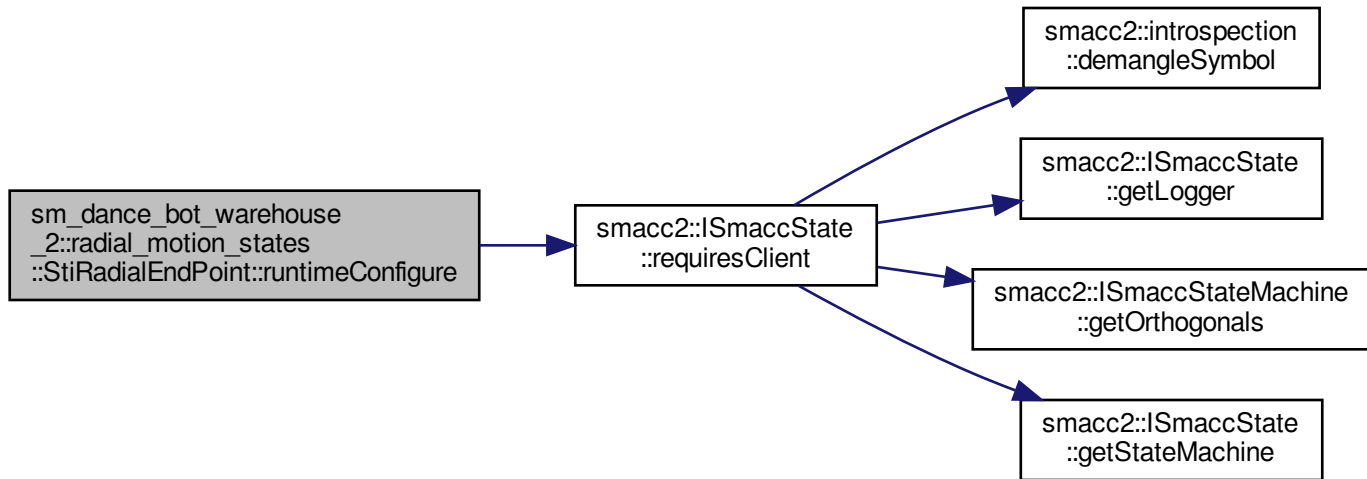 sm_dance_bot_warehouse
_2::radial_motion_states
::StiRadialEndPoint::runtimeConfigure
smacc2::ISmaccState
::requiresClient
smacc2::introspection
::demangleSymbol
smacc2::ISmaccState
::getLogger
smacc2::ISmaccStateMachine
::getOrthogonals
smacc2::ISmaccState
::getStateMachine